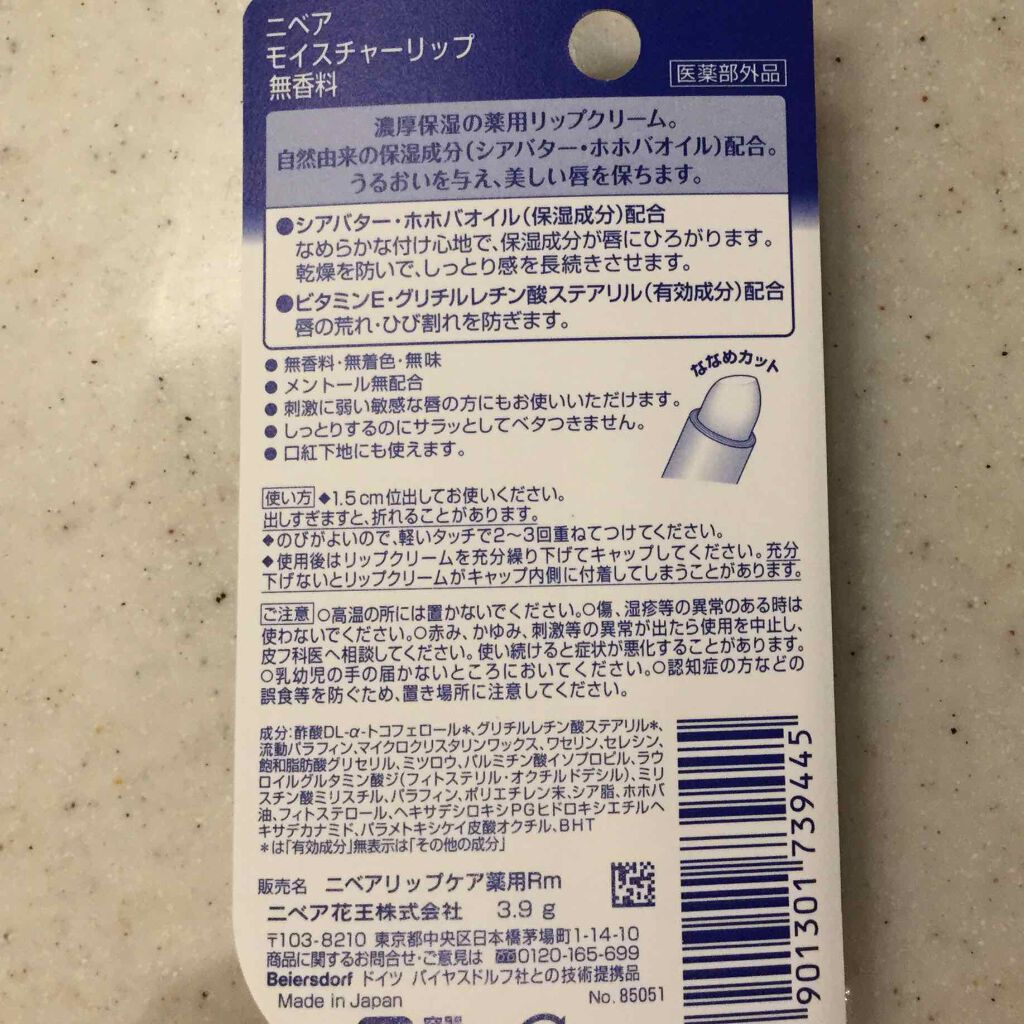 ニベア
モイスチャーリップ
無香料
医薬部外品
濃厚保湿の薬用リップクリーム。
自然由来の保湿成分(シアバター・ホホバオイル)配合。
うるおいを与え、美しい唇を保ちます。
●シアバター・ホホバオイル(保湿成分)配合
なめらかな付け心地で、保湿成分が唇にひろがります。
乾燥を防いで、しっとり感を長続きさせます。
●ビタミンE・グリチルレチン酸ステアリル(有効成分)配合
唇の荒れ・ひび割れを防ぎます。
● 無香料・無着色・無味
● メントール無配合
● 刺激に弱い敏感な唇の方にもお使いいただけます。
● しっとりするのにサラッとしてベタつきません。
● 口紅下地にも使えます。
ななめカット
使い方 ◆1.5cm位出してお使いください。
出しすぎますと、折れることがあります。
◆のびがよいので、軽いタッチで2〜3回重ねてつけてください。
◆使用後はリップクリームを充分繰り下げてキャップしてください。充分
下げないとリップクリームがキャップ内側に付着してしまうことがあります。
ご注意 ○高温の所には置かないでください。○傷、湿疹等の異常のある時は
使わないでください。○赤み、かゆみ、刺激等の異常が出たら使用を中止し、
皮フ科医へ相談してください。使い続けると症状が悪化することがあります。
○乳幼児の手の届かないところにおいてください。○認知症の方などの
誤食等を防ぐため、置き場所に注意してください。
成分:酢酸DL-α-トコフェロール*、グリチルレチン酸ステアリル*、
流動パラフィン、マイクロクリスタリンワックス、ワセリン、セレシン、
飽和脂肪酸グリセリル、ミツロウ、パルミチン酸イソプロピル、ラウ
ロイルグルタミン酸ジ(フィトステリル・オクチルドデシル)、ミリ
スチン酸ミリスチル、パラフィン、ポリエチレン末、シア脂、ホホバ
油、フィトステロール、ヘキサデシロキシPGヒドロキシエチルヘ
キサデカナミド、パラメトキシケイ皮酸オクチル、BHT
*は「有効成分」無表示は「その他の成分」
販売名 ニベアリップケア薬用Rm
ニベア花王株式会社 3.9g
〒103-8210 東京都中央区日本橋茅場町1-14-10
商品に関するお問合せ・ご意見は 0120-165-699
Beiersdorf ドイツ バイヤスドルフ社との技術提携品
Made in Japan No. 85051
4901301739445